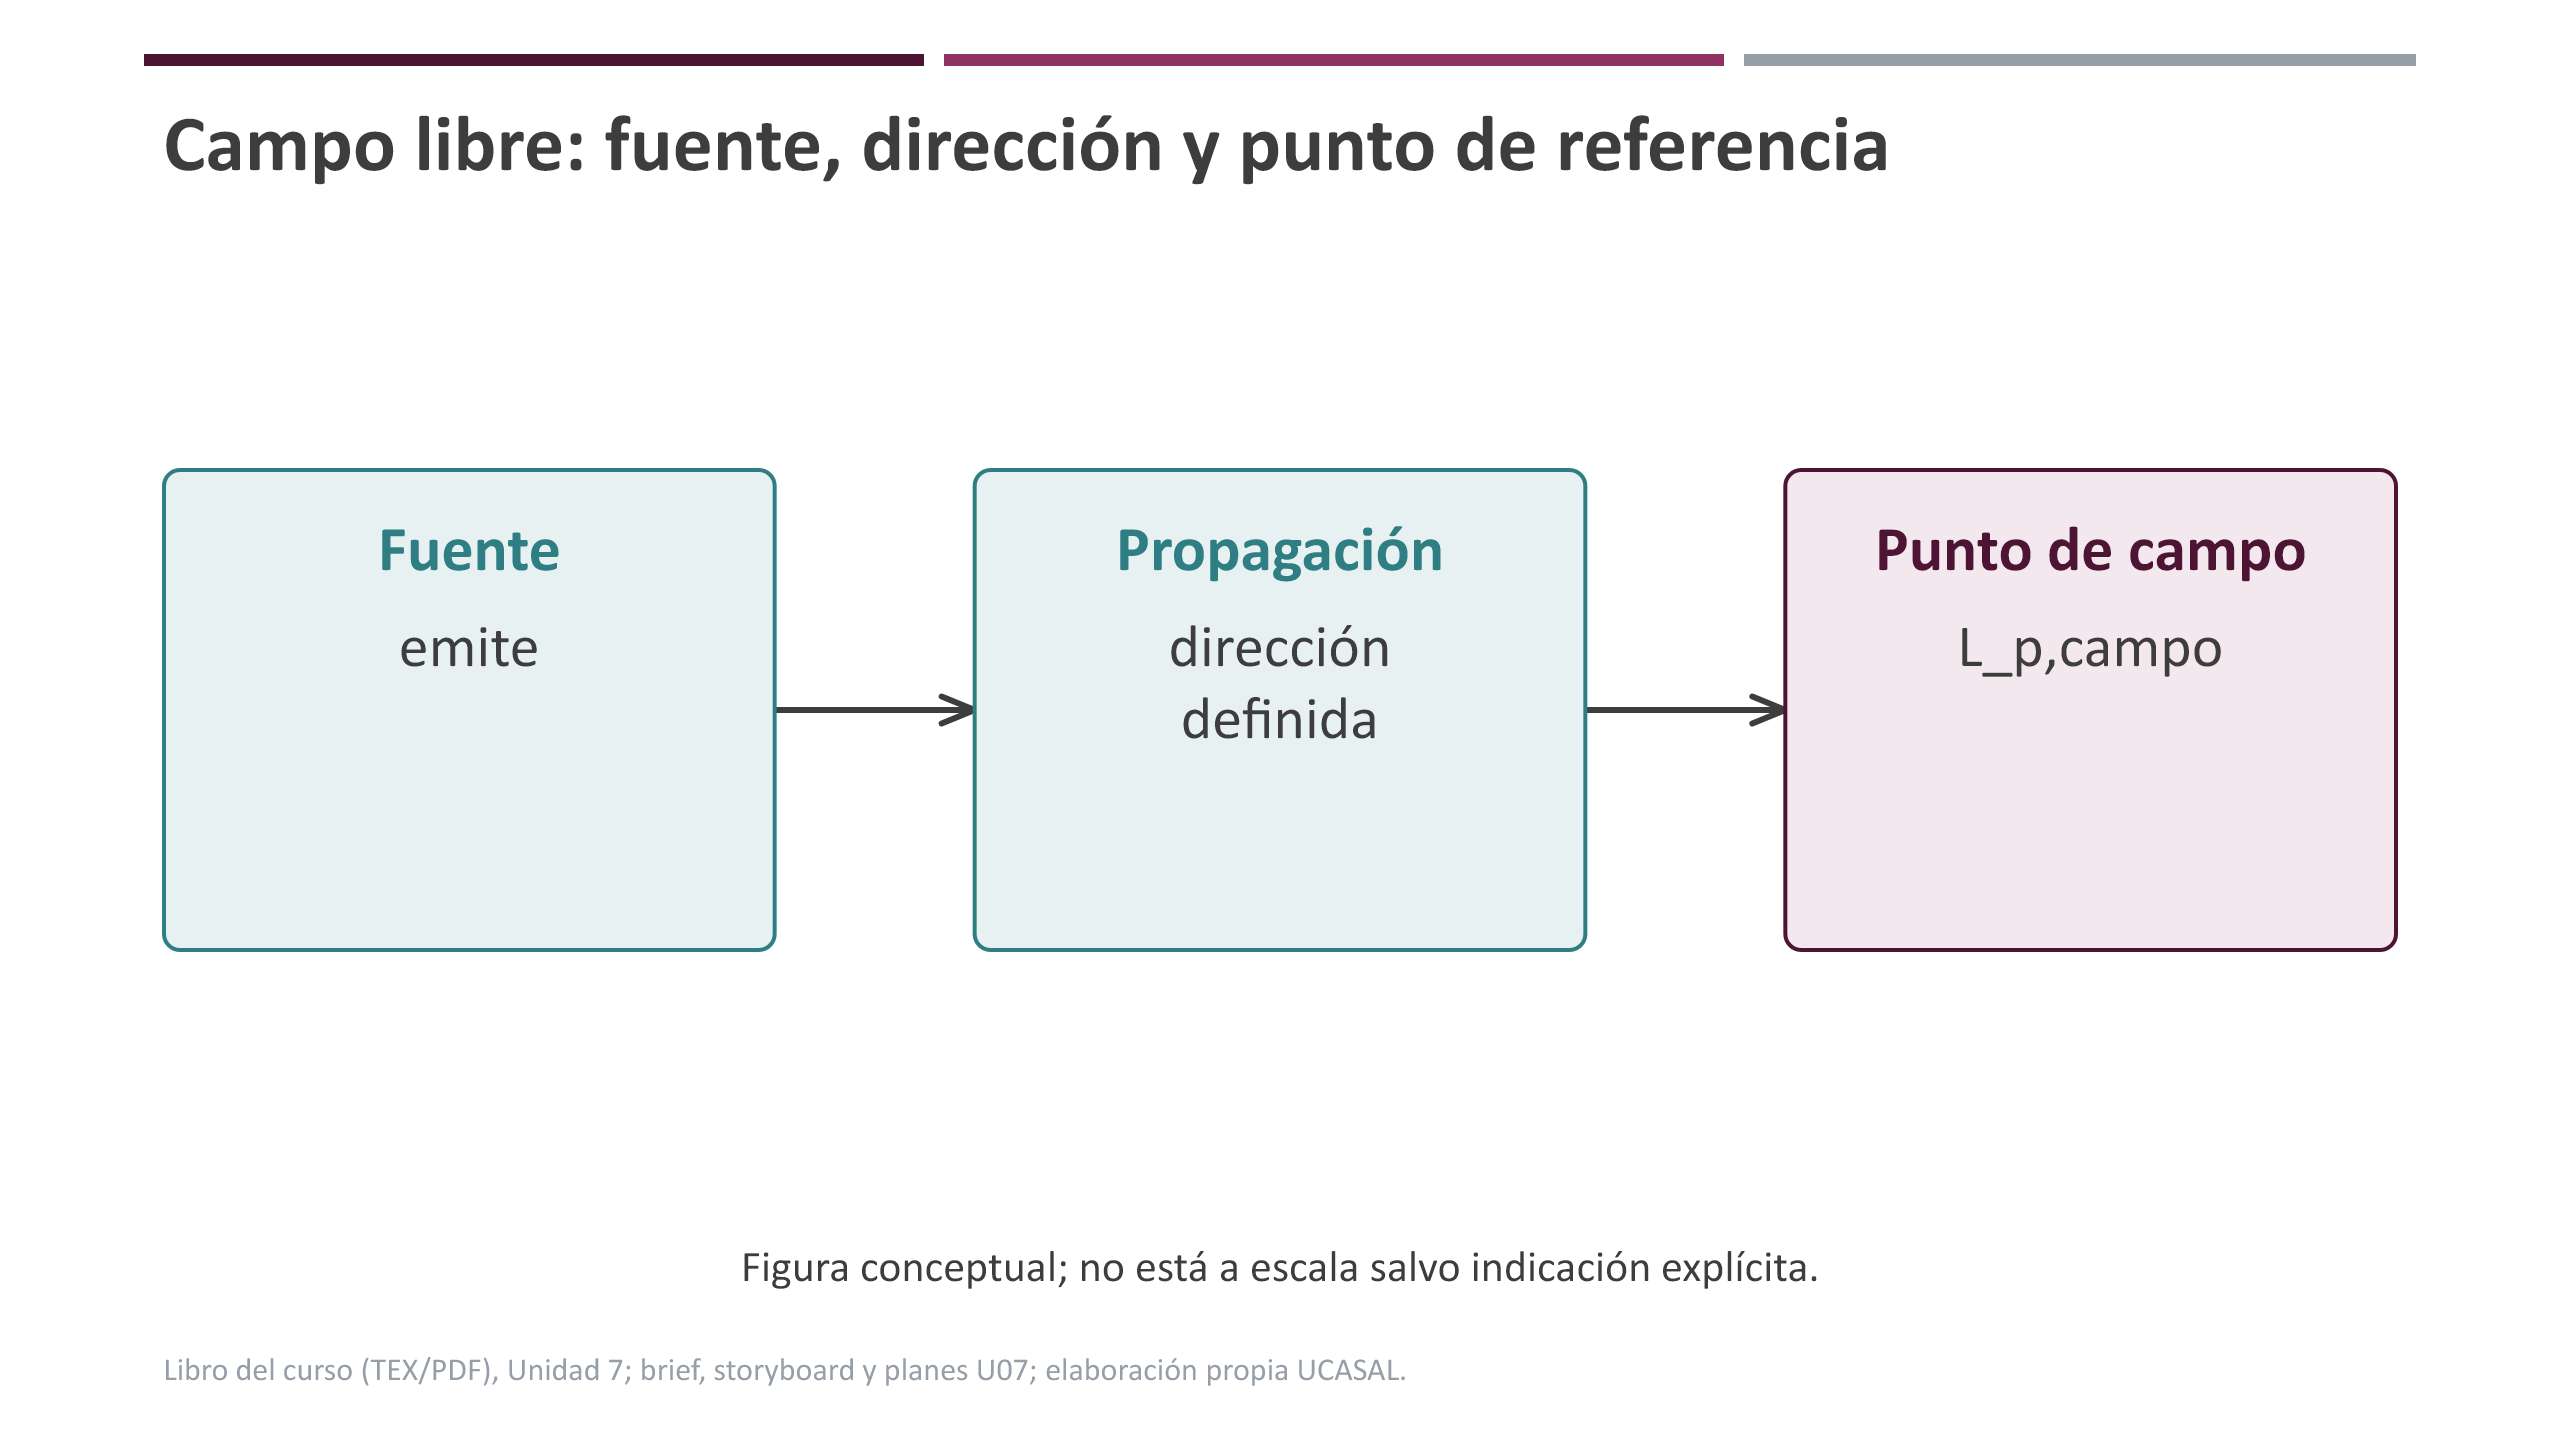 Campo libre: fuente, dirección y punto de referencia
Fuente
emite
Propagación
dirección
definida
Punto de campo
L_p,campo
Figura conceptual; no está a escala salvo indicación explícita.
Libro del curso (TEX/PDF), Unidad 7; brief, storyboard y planes U07; elaboración propia UCASAL.